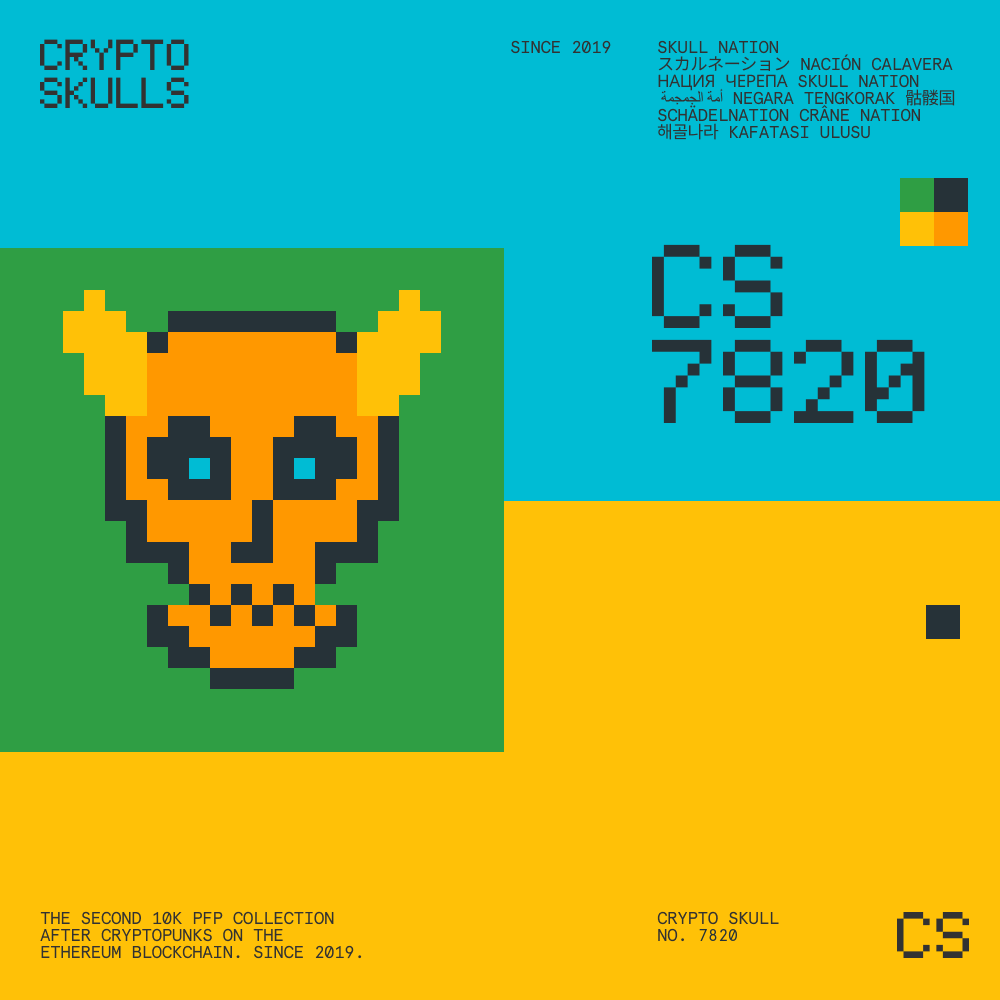 CRYPTO
SKULLS
SINCE 2019
SKULL NATION
スカルネーション NACIÓN CALAVERA
НАЦИЯ ЧЕРЕПА SKULL NATION
أمة الجمجمة NEGARA TENGKORAK 骷髅国
SCHÄDELNATION CRÂNE NATION
해골나라 KAFATASI ULUSU
CS
7820
THE SECOND 10K PFP COLLECTION
AFTER CRYPTOPUNKS ON THE
ETHEREUM BLOCKCHAIN. SINCE 2019.
CRYPTO SKULL
NO. 7820
CS